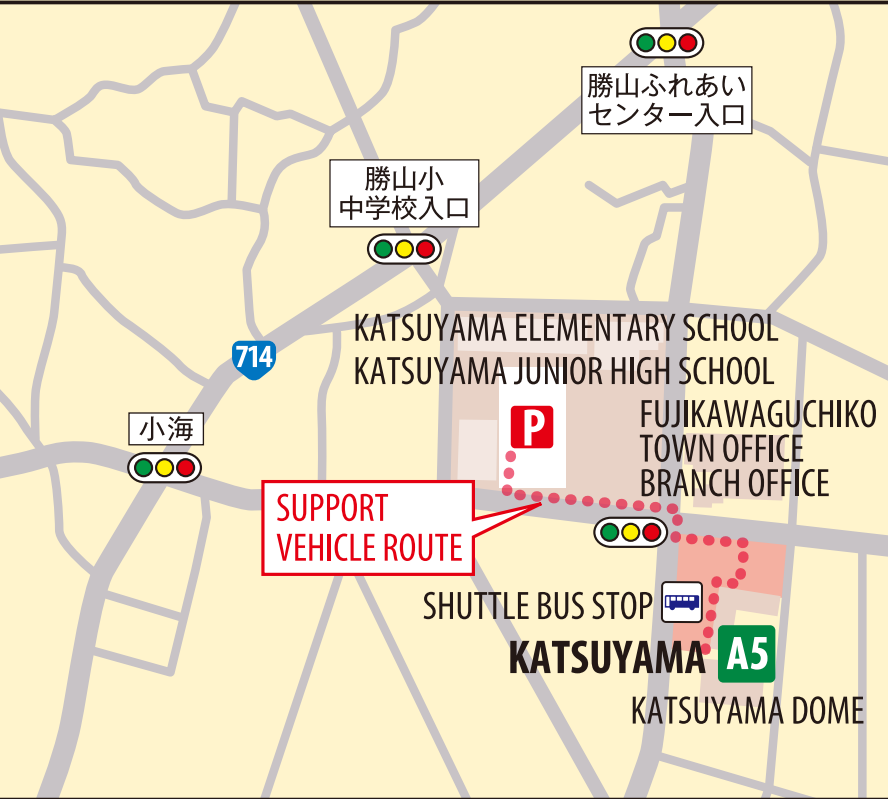 勝山ふれあい
センター入口
勝山小
中学校入口
KATSUYAMA ELEMENTARY SCHOOL
714
KATSUYAMA JUNIOR HIGH SCHOOL
P
FUJIKAWAGUCHIKO
TOWN OFFICE
BRANCH OFFICE
小海
SUPPORT
VEHICLE ROUTE
SHUTTLE BUS STOP
KATSUYAMA A5
KATSUYAMA DOME